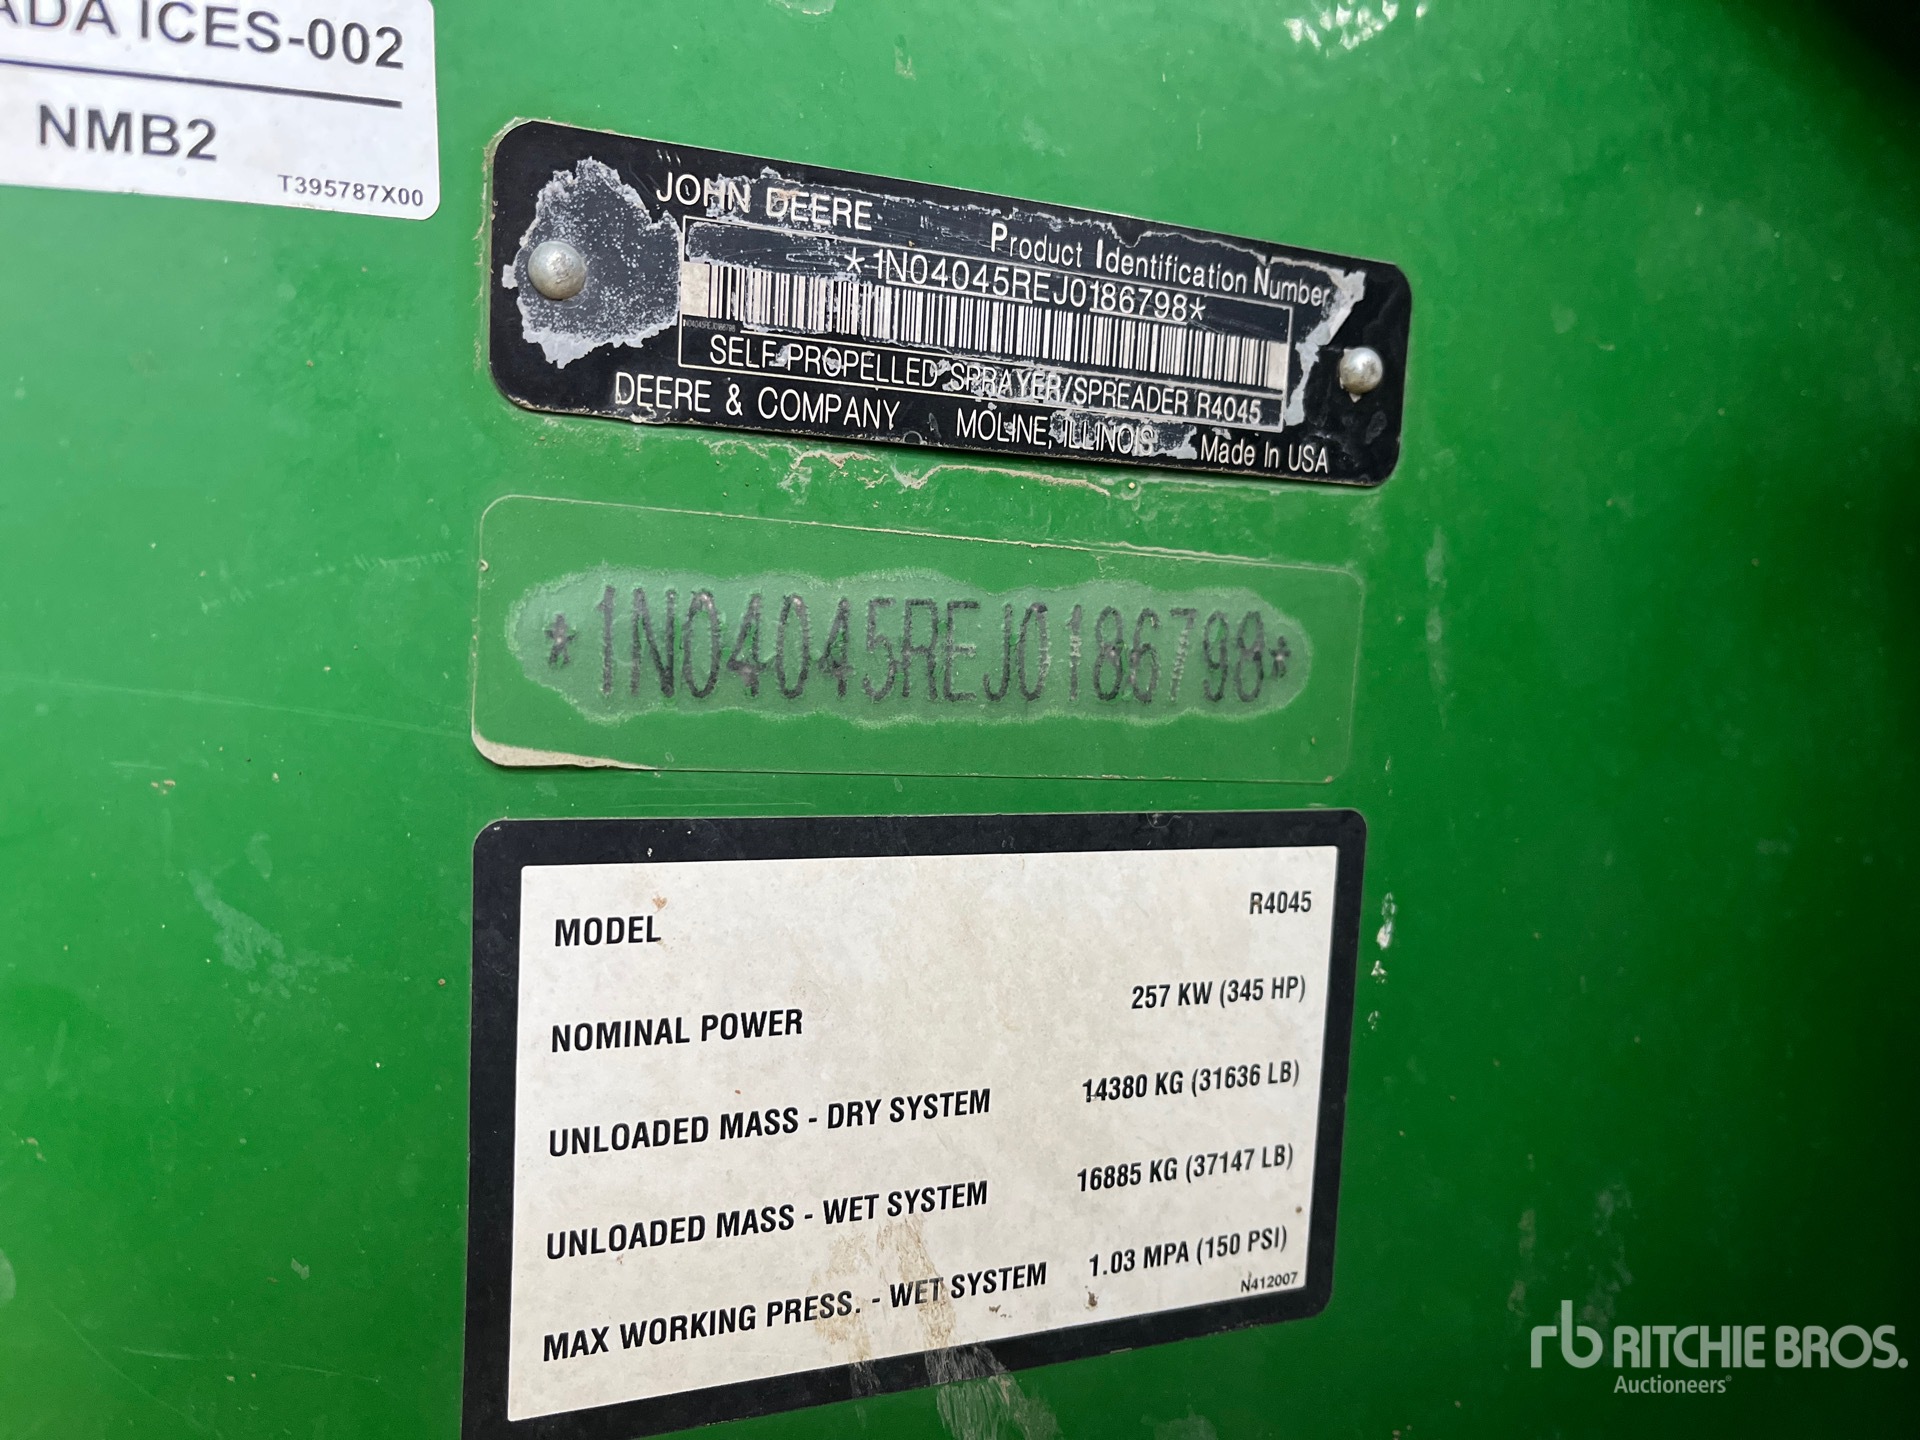 ADA ICES-002
NMB2
T395787X00
JOHN DEERE
Product Identification Number
*1N04045REJ0186798*
1N04045REJ0186798
SELF-PROPELLED SPRAYER/SPREADER R4045
DEERE & COMPANY MOLINE, ILLINOIS Made In USA
*1N04045REJ0186798*
MODEL R4045
NOMINAL POWER 257 KW (345 HP)
UNLOADED MASS - DRY SYSTEM 14380 KG (31636 LB)
UNLOADED MASS - WET SYSTEM 16885 KG (37147 LB)
MAX WORKING PRESS. - WET SYSTEM 1.03 MPA (150 PSI)
N412007
rb RITCHIE BROS.
Auctioneers